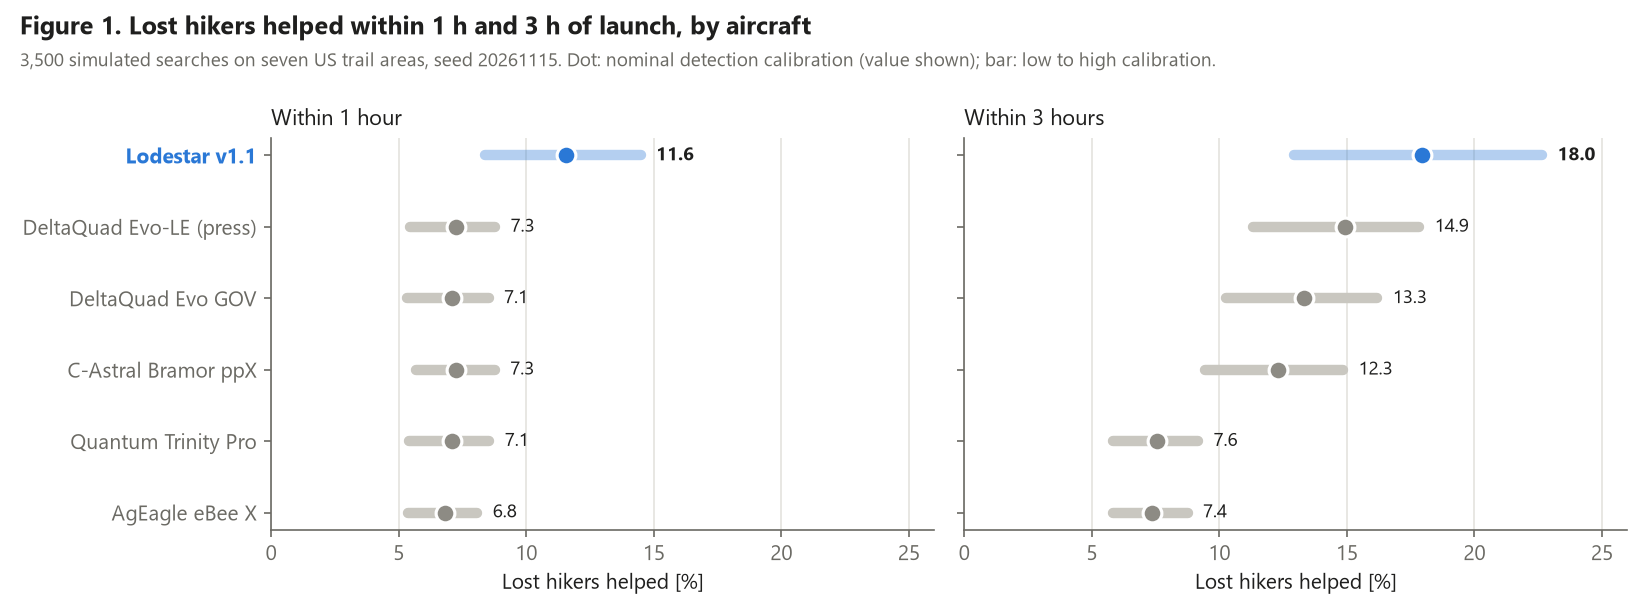 Figure 1. Lost hikers helped within 1 h and 3 h of launch, by aircraft
3,500 simulated searches on seven US trail areas, seed 20261115. Dot: nominal detection calibration (value shown); bar: low to high calibration.
Within 1 hour
Within 3 hours
Lodestar v1.1
11.6
18.0
DeltaQuad Evo-LE (press)
7.3
14.9
DeltaQuad Evo GOV
7.1
13.3
C-Astral Bramor ppX
7.3
12.3
Quantum Trinity Pro
7.1
7.6
AgEagle eBee X
6.8
7.4
0 5 10 15 20 25
0 5 10 15 20 25
Lost hikers helped [%]
Lost hikers helped [%]